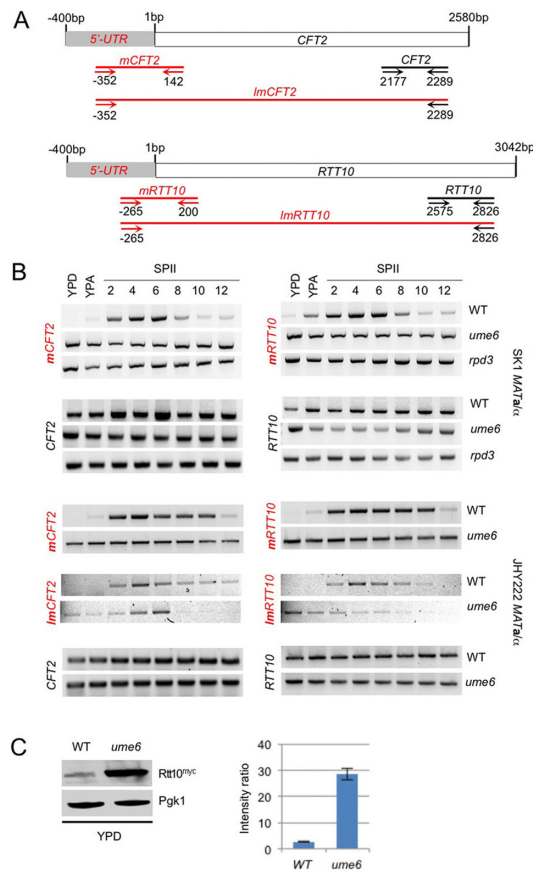 A
-400bp 1bp 2580bp
5'-UTR CFT2
mCFT2 CFT2
-352 142 2177 2289
lmCFT2
-352 2289
-400bp 1bp 3042bp
5'-UTR RTT10
mRTT10 RTT10
-265 200 2575 2826
lmRTT10
-265 2826
B
YPD YPA SPII 2 4 6 8 10 12
YPD YPA SPII 2 4 6 8 10 12
mCFT2
mRTT10
WT
ume6
rpd3
CFT2
RTT10
WT
ume6
rpd3
SK1 MATa/α
mCFT2
mRTT10
WT
ume6
lmCFT2
lmRTT10
WT
ume6
CFT2
RTT10
WT
ume6
JHY222 MATa/α
C
WT ume6
Rtt10myc
Pgk1
YPD
Intensity ratio
40
30
20
10
0
WT ume6